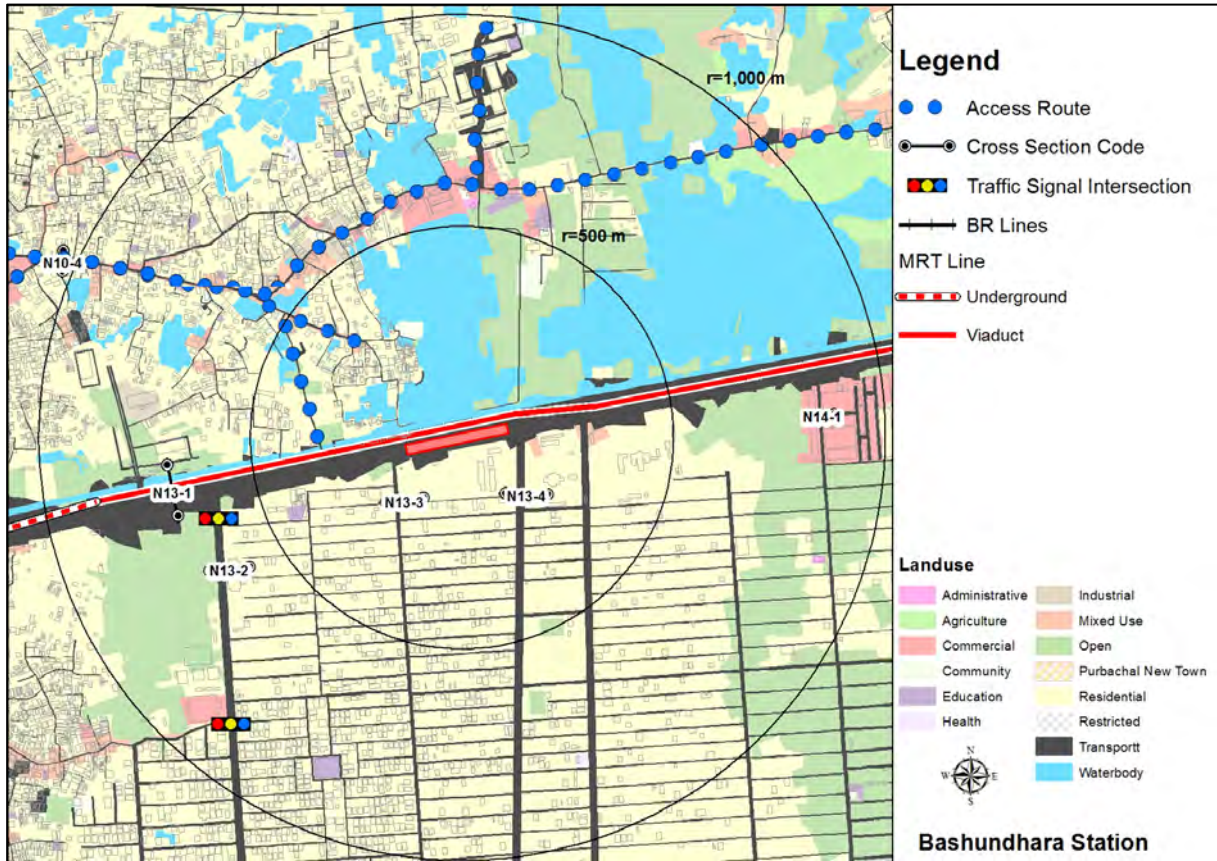 r=1,000 m
r=500 m
N10-4
N14-1
N13-1
N13-3
N13-4
N13-2
Legend
Access Route
Cross Section Code
Traffic Signal Intersection
BR Lines
MRT Line
Underground
Viaduct
Landuse
Administrative
Agriculture
Commercial
Community
Education
Health
Industrial
Mixed Use
Open
Purbachal New Town
Residential
Restricted
Transportt
Waterbody
N
W E
S
Bashundhara Station